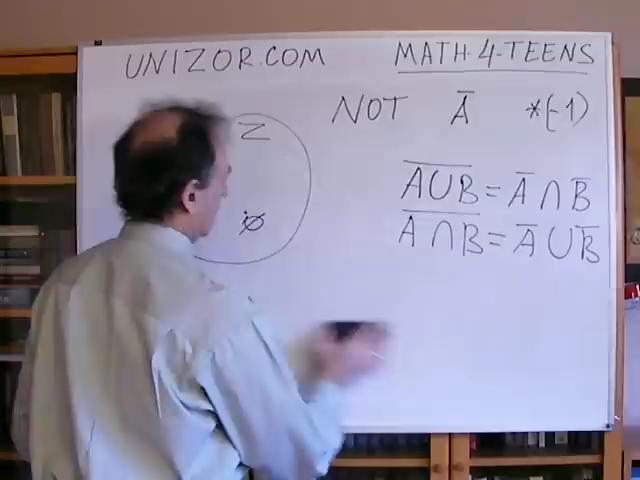 UNIZOR.COM MATH-4-TEENS
NOT A̅ *(-1)
Z
A̅∪̅B̅ = A̅ ∩ B̅
∅
A̅∩̅B̅ = A̅ ∪ B̅